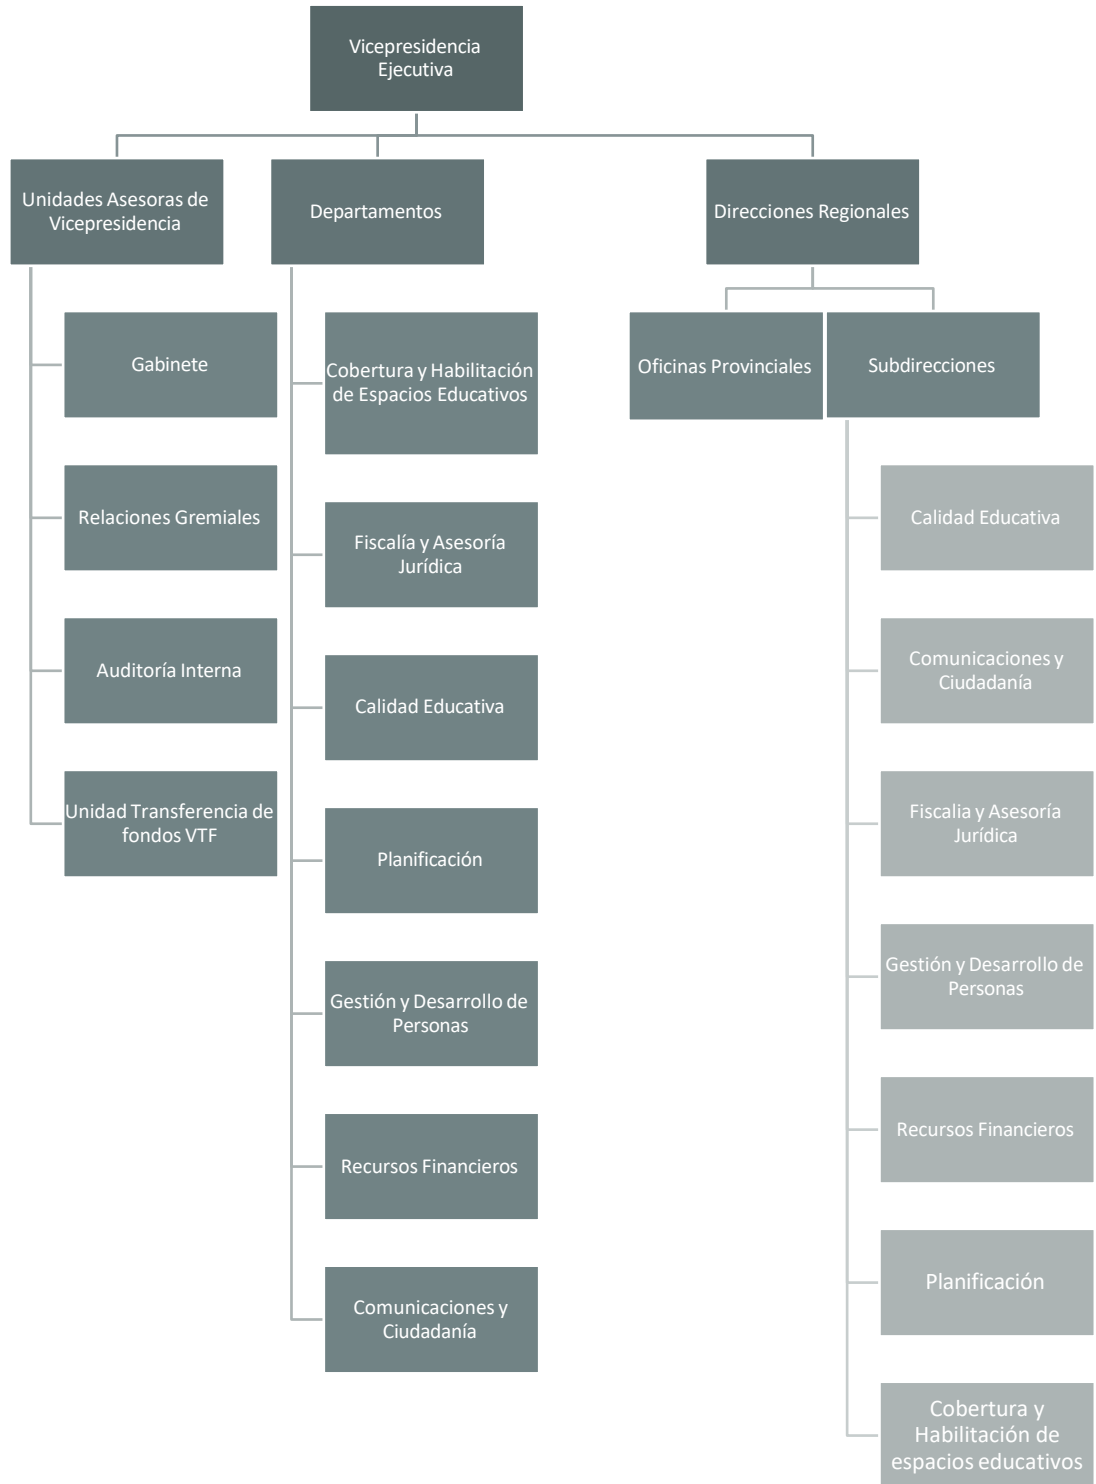 Vicepresidencia
Ejecutiva
Unidades Asesoras de
Vicepresidencia
Departamentos
Direcciones Regionales
Gabinete
Relaciones Gremiales
Auditoría Interna
Unidad Transferencia de
fondos VTF
Cobertura y Habilitación
de Espacios Educativos
Fiscalía y Asesoría
Jurídica
Calidad Educativa
Planificación
Gestión y Desarrollo de
Personas
Recursos Financieros
Comunicaciones y
Ciudadanía
Oficinas Provinciales
Subdirecciones
Calidad Educativa
Comunicaciones y
Ciudadanía
Fiscalia y Asesoría
Jurídica
Gestión y Desarrollo de
Personas
Recursos Financieros
Planificación
Cobertura y
Habilitación de
espacios educativos